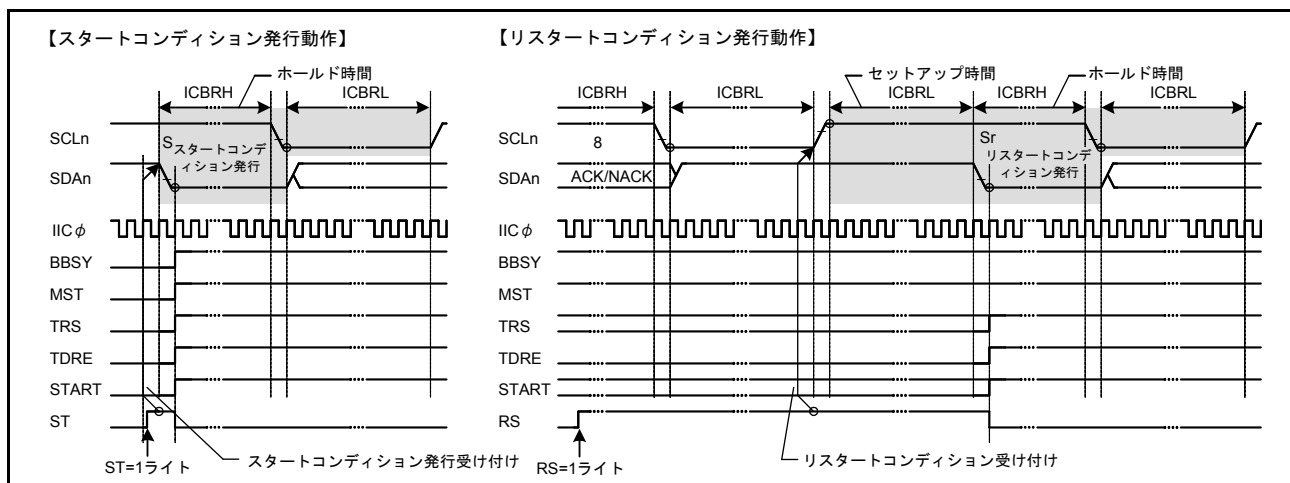 【スタートコンディション発行動作】
ホールド時間
ICBRH
ICBRL
SCLn
S
スタートコンデ
ィション発行
SDAn
IICφ
BBSY
MST
TRS
TDRE
START
ST
ST=1ライト
スタートコンディション発行受け付け
【リスタートコンディション発行動作】
セットアップ時間
ホールド時間
ICBRH
ICBRL
ICBRL
ICBRH
ICBRL
SCLn
8
Sr
リスタートコンデ
ィション発行
SDAn
ACK/NACK
IICφ
BBSY
MST
TRS
TDRE
START
RS
RS=1ライト
リスタートコンディション受け付け